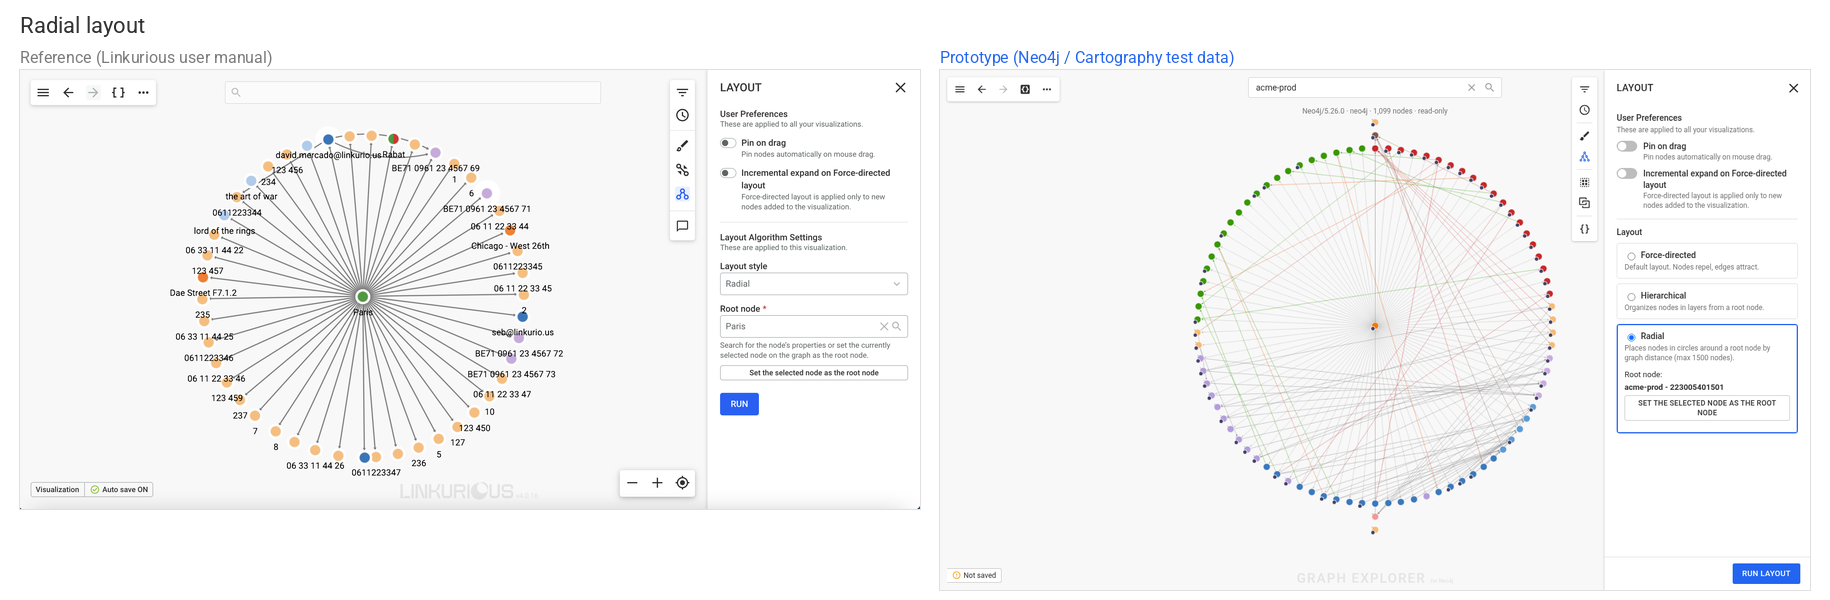 Radial layout
Reference (Linkurious user manual)
Prototype (Neo4j / Cartography test data)
david.mercado@linkurio.us
Rabat
123 456
BE71 0961 23 4567 69
234
1
the art of war
6
0611223344
BE71 0961 23 4567 71
lord of the rings
06 11 22 33 44
06 33 11 44 22
Chicago - West 26th
123 457
0611223345
Dae Street F7.1.2
06 11 22 33 45
235
Paris
2
06 33 11 44 25
seb@linkurio.us
0611223346
BE71 0961 23 4567 72
06 11 22 33 46
BE71 0961 23 4567 73
123 459
06 11 22 33 47
237
10
7
123 450
8
127
5
06 33 11 44 26
236
0611223347
Visualization
Auto save ON
LINKURIOUS
LAYOUT
User Preferences
These are applied to all your visualizations.
Pin on drag
Pin nodes automatically on mouse drag.
Incremental expand on Force-directed
layout
Force-directed layout is applied only to new
nodes added to the visualization.
Layout Algorithm Settings
These are applied to this visualization.
Layout style
Radial
Root node *
Paris
Search for the node's properties or set the currently
selected node on the graph as the root node.
Set the selected node as the root node
RUN
acme-prod
Neo4j/5.26.0 · neo4j · 1,099 nodes · read-only
Not saved
GRAPH EXPLORER
LAYOUT
User Preferences
These are applied to all your visualizations.
Pin on drag
Pin nodes automatically on mouse drag.
Incremental expand on Force-directed
layout
Force-directed layout is applied only to new
nodes added to the visualization.
Layout
Force-directed
Default layout. Nodes repel, edges attract.
Hierarchical
Organizes nodes in layers from a root node.
Radial
Places nodes in circles around a root node by
graph distance (max 1500 nodes).
Root node:
acme-prod - 223005401501
SET THE SELECTED NODE AS THE ROOT
NODE
RUN LAYOUT